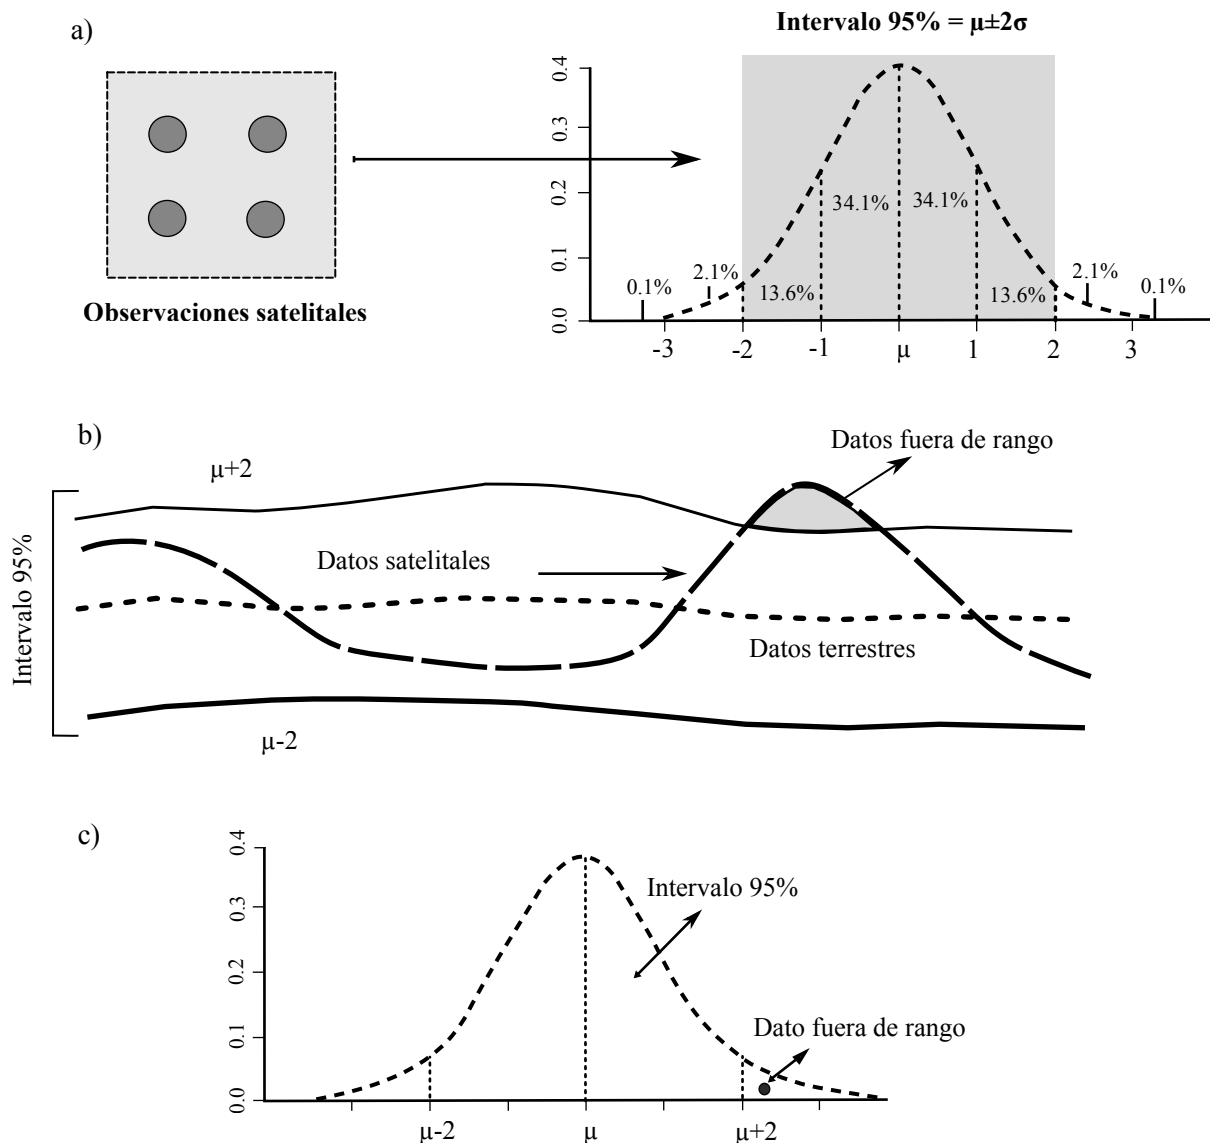 a)
Intervalo 95% = µ±2σ
Observaciones satelitales
0.4
0.3
0.2
0.1
0.0
34.1%
34.1%
0.1%
2.1%
13.6%
13.6%
2.1%
0.1%
-3
-2
-1
µ
1
2
3
b)
Datos fuera de rango
µ+2
Intervalo 95%
Datos satelitales
Datos terrestres
µ-2
c)
0.4
0.3
0.2
0.1
0.0
Intervalo 95%
Dato fuera de rango
µ-2
µ
µ+2